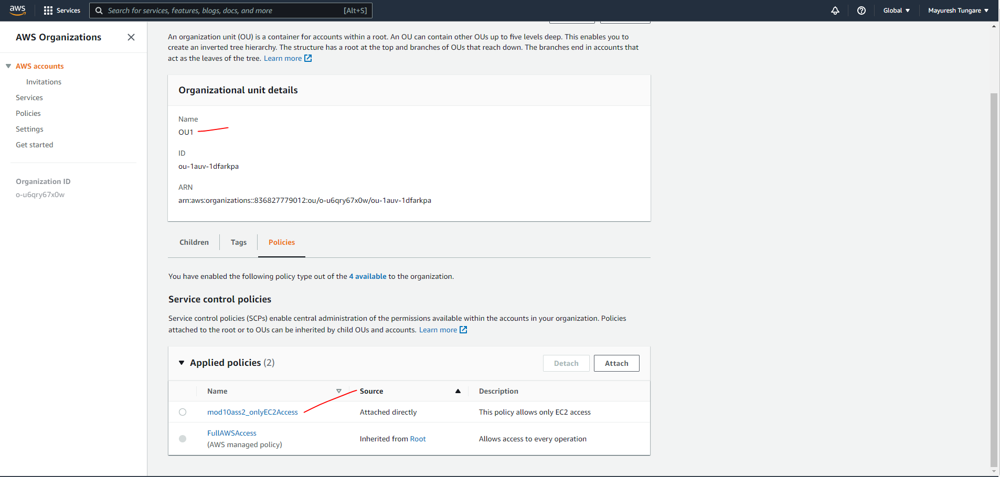 aws
Services
Search for services, features, blogs, docs, and more
[Alt+S]
Global
Mayuresh Tungare
AWS Organizations
AWS accounts
Invitations
Services
Policies
Settings
Get started
Organization ID
o-u6qry67x0w
An organization unit (OU) is a container for accounts within a root. An OU can contain other OUs up to five levels deep. This enables you to
create an inverted tree hierarchy. The structure has a root at the top and branches of OUs that reach down. The branches end in accounts that
act as the leaves of the tree. Learn more
Organizational unit details
Name
OU1
ID
ou-1auv-1dfarkpa
ARN
arn:aws:organizations::836827779012:ou/o-u6qry67x0w/ou-1auv-1dfarkpa
Children
Tags
Policies
You have enabled the following policy type out of the 4 available to the organization.
Service control policies
Service control policies (SCPs) enable central administration of the permissions available within the accounts in your organization. Policies
attached to the root or to OUs can be inherited by child OUs and accounts. Learn more
Applied policies (2)
Detach
Attach
Name
Source
Description
mod10ass2_onlyEC2Access
Attached directly
This policy allows only EC2 access
FullAWSAccess
(AWS managed policy)
Inherited from Root
Allows access to every operation